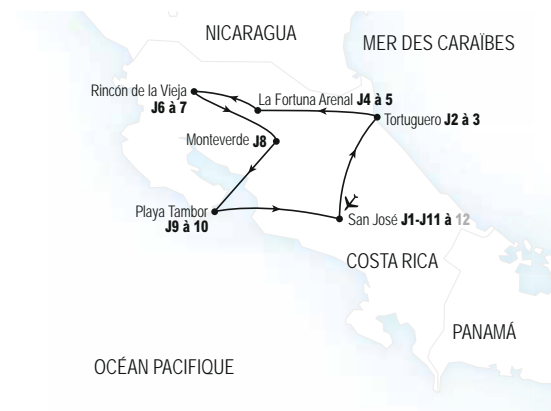 NICARAGUA
MER DES CARAÏBES
Rincón de la Vieja
J6 à 7
La Fortuna Arenal J4 à 5
Tortuguero J2 à 3
Monteverde J8
Playa Tambor
J9 à 10
San José J1-J11 à 12
COSTA RICA
PANAMÁ
OCÉAN PACIFIQUE